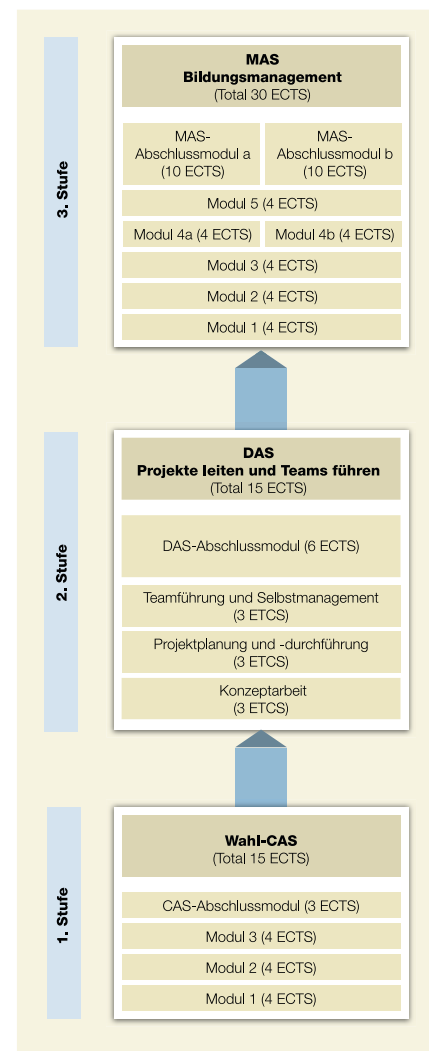 3. Stufe
MAS
Bildungsmanagement
(Total 30 ECTS)
MAS-
Abschlussmodul a
(10 ECTS)
MAS-
Abschlussmodul b
(10 ECTS)
Modul 5 (4 ECTS)
Modul 4a (4 ECTS)
Modul 4b (4 ECTS)
Modul 3 (4 ECTS)
Modul 2 (4 ECTS)
Modul 1 (4 ECTS)
2. Stufe
DAS
Projekte leiten und Teams führen
(Total 15 ECTS)
DAS-Abschlussmodul (6 ECTS)
Teamführung und Selbstmanagement
(3 ETCS)
Projektplanung und -durchführung
(3 ETCS)
Konzeptarbeit
(3 ETCS)
1. Stufe
Wahl-CAS
(Total 15 ECTS)
CAS-Abschlussmodul (3 ECTS)
Modul 3 (4 ECTS)
Modul 2 (4 ECTS)
Modul 1 (4 ECTS)